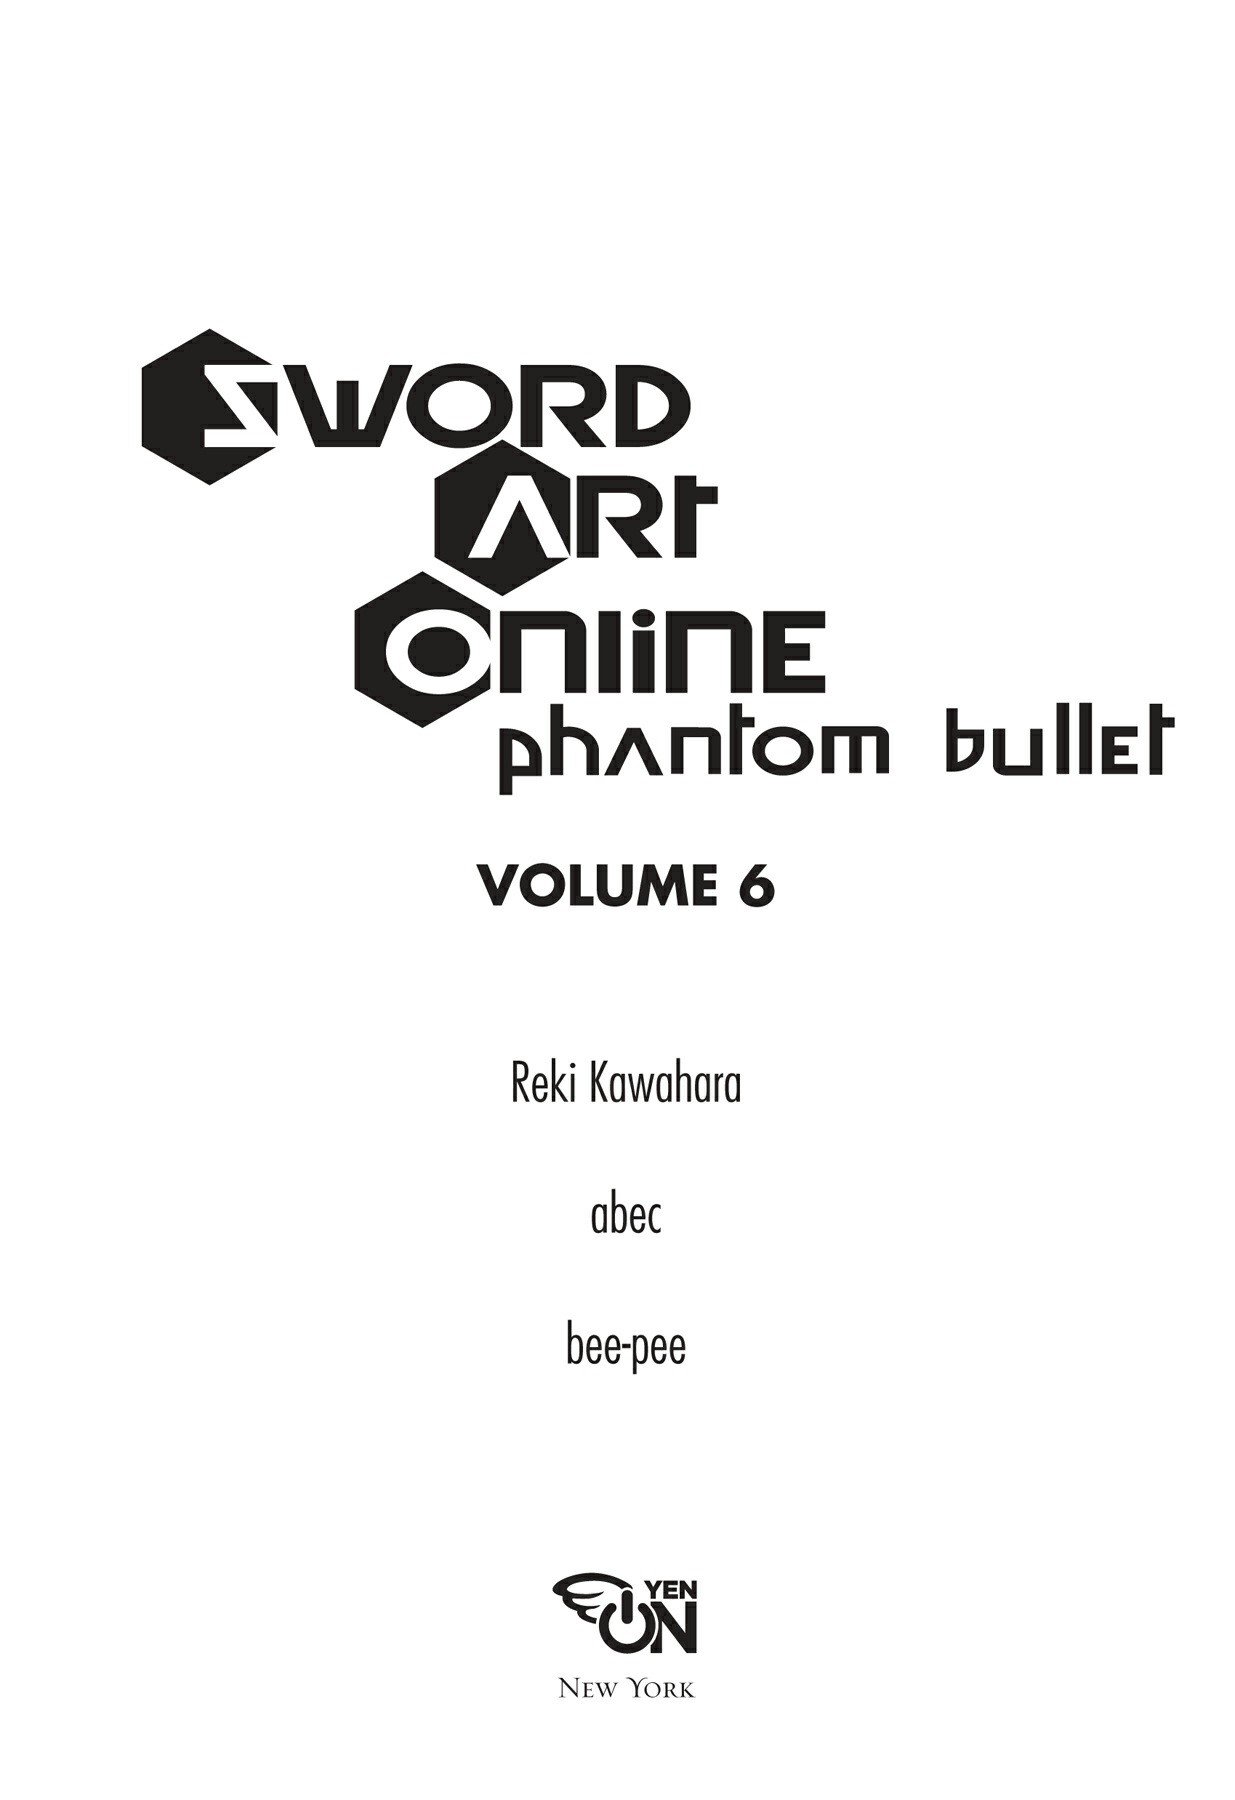 SWORD
Art
OnlinE
phantom bullet
VOLUME 6
Reki Kawahara
abec
bee-pee
YEN
ON
NEW YORK